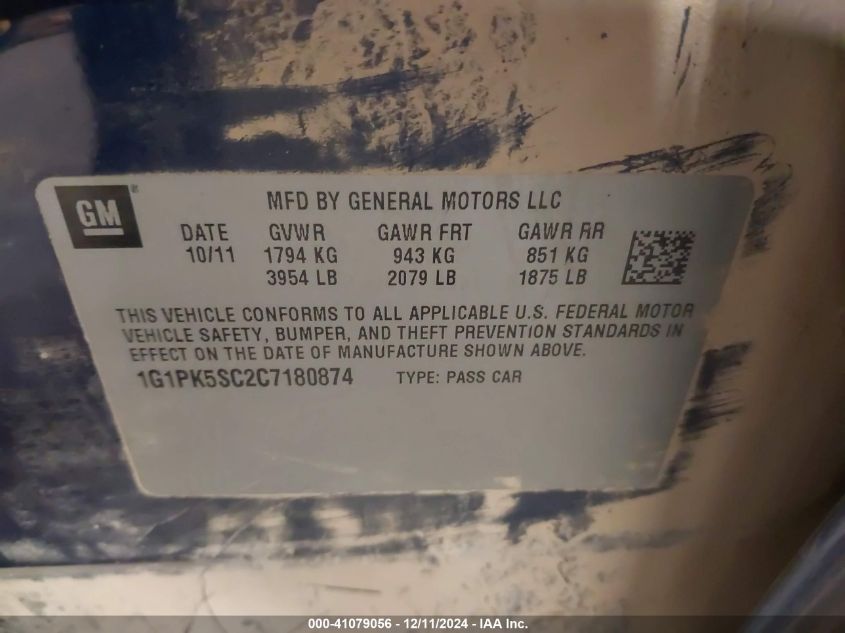 GM
MFD BY GENERAL MOTORS LLC
DATE GVWR GAWR FRT GAWR RR
10/11 1794 KG 943 KG 851 KG
3954 LB 2079 LB 1875 LB
THIS VEHICLE CONFORMS TO ALL APPLICABLE U.S. FEDERAL MOTOR
VEHICLE SAFETY, BUMPER, AND THEFT PREVENTION STANDARDS IN
EFFECT ON THE DATE OF MANUFACTURE SHOWN ABOVE.
1G1PK5SC2C7180874 TYPE: PASS CAR
000-41079056 - 12/11/2024 - IAA Inc.